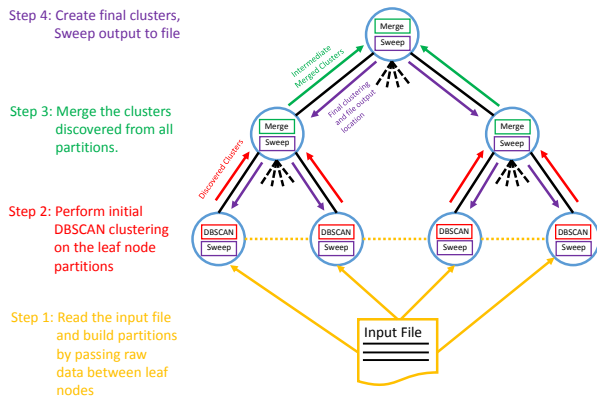 Step 4: Create final clusters,
Sweep output to file
Step 3: Merge the clusters
discovered from all
partitions.
Step 2: Perform initial
DBSCAN clustering
on the leaf node
partitions
Step 1: Read the input file
and build partitions
by passing raw
data between leaf
nodes
Merge
Sweep
Intermediate
Merged Clusters
Final clustering
and file output
location
Merge
Sweep
Merge
Sweep
Discovered Clusters
DBSCAN
Sweep
DBSCAN
Sweep
DBSCAN
Sweep
DBSCAN
Sweep
Input File